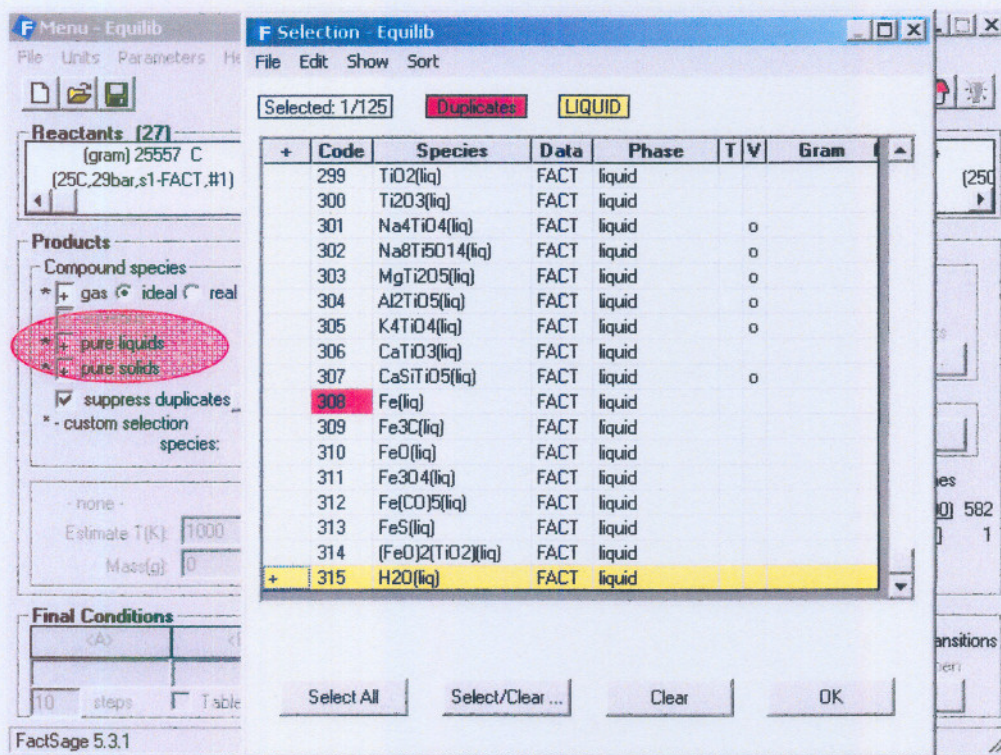 Menu - Equilib
File Units Parameters He
Reactants (27)
(gram) 25557 C
(25C,29bar,s1-FACT,#1)
Products
Compound species
* + gas ideal real
* + pure liquids
* + pure solids
suppress duplicates
* - custom selection
species:
- none -
Estimate T(K): 1000
Mass(g): 0
Final Conditions
<A>
10 steps Table
FactSage 5.3.1
Selection - Equilib
File Edit Show Sort
Selected: 1/125 Duplicates LIQUID
+ Code Species Data Phase T V Gram
299 TiO2(liq) FACT liquid
300 Ti2O3(liq) FACT liquid
301 Na4TiO4(liq) FACT liquid o
302 Na8Ti5O14(liq) FACT liquid o
303 MgTi2O5(liq) FACT liquid o
304 Al2TiO5(liq) FACT liquid o
305 K4TiO4(liq) FACT liquid o
306 CaTiO3(liq) FACT liquid
307 CaSiTiO5(liq) FACT liquid o
308 Fe(liq) FACT liquid
309 Fe3C(liq) FACT liquid
310 FeO(liq) FACT liquid
311 Fe3O4(liq) FACT liquid
312 Fe(CO)5(liq) FACT liquid
313 FeS(liq) FACT liquid
314 (FeO)2(TiO2)(liq) FACT liquid
+ 315 H2O(liq) FACT liquid
Select All Select/Clear ... Clear OK
(25C
582
1
ansitions